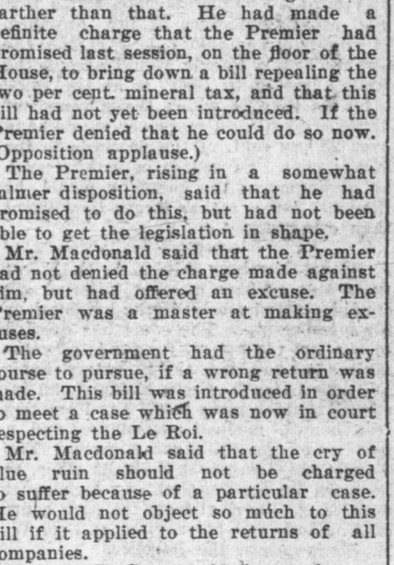 arther than that. He had made a
efinite charge that the Premier had
romised last session, on the floor of the
House, to bring down a bill repealing the
wo per cent. mineral tax, and that this
ill had not yet been introduced. If the
Premier denied that he could do so now.
Opposition applause.)
The Premier, rising in a somewhat
almer disposition, said that he had
romised to do this, but had not been
ble to get the legislation in shape.
Mr. Macdonald said that the Premier
ad not denied the charge made against
im, but had offered an excuse. The
Premier was a master at making ex-
uses.
The government had the ordinary
ourse to pursue, if a wrong return was
made. This bill was introduced in order
o meet a case which was now in court
especting the Le Roi.
Mr. Macdonald said that the cry of
lue ruin should not be charged
o suffer because of a particular case.
He would not object so much to this
ill if it applied to the returns of all
ompanies.